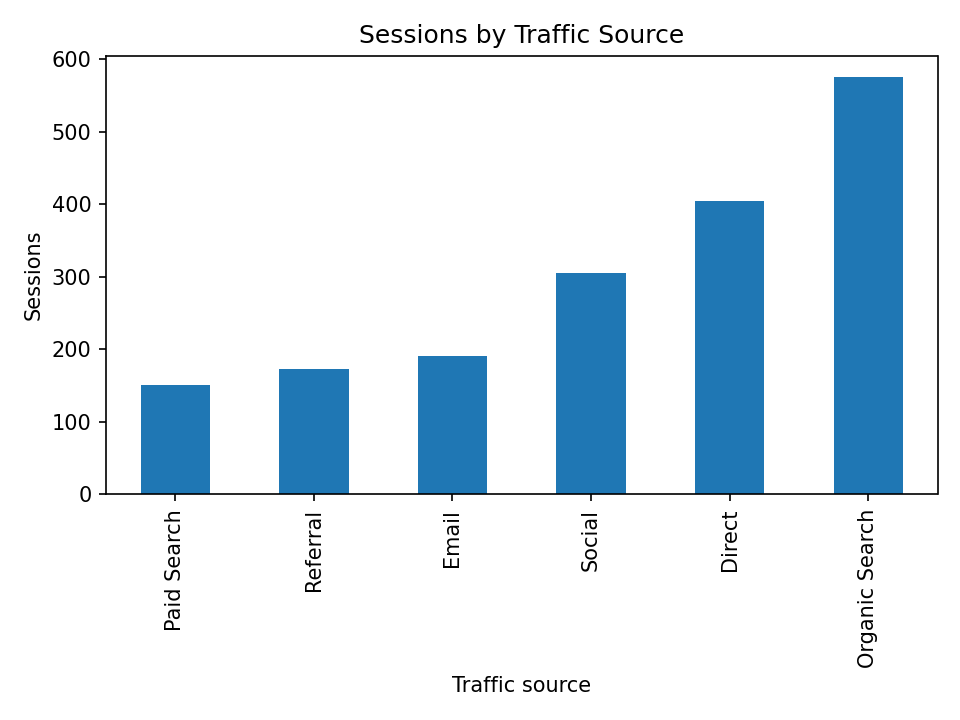 Sessions by Traffic Source
Sessions
600
500
400
300
200
100
0
Paid Search
Referral
Email
Social
Direct
Organic Search
Traffic source